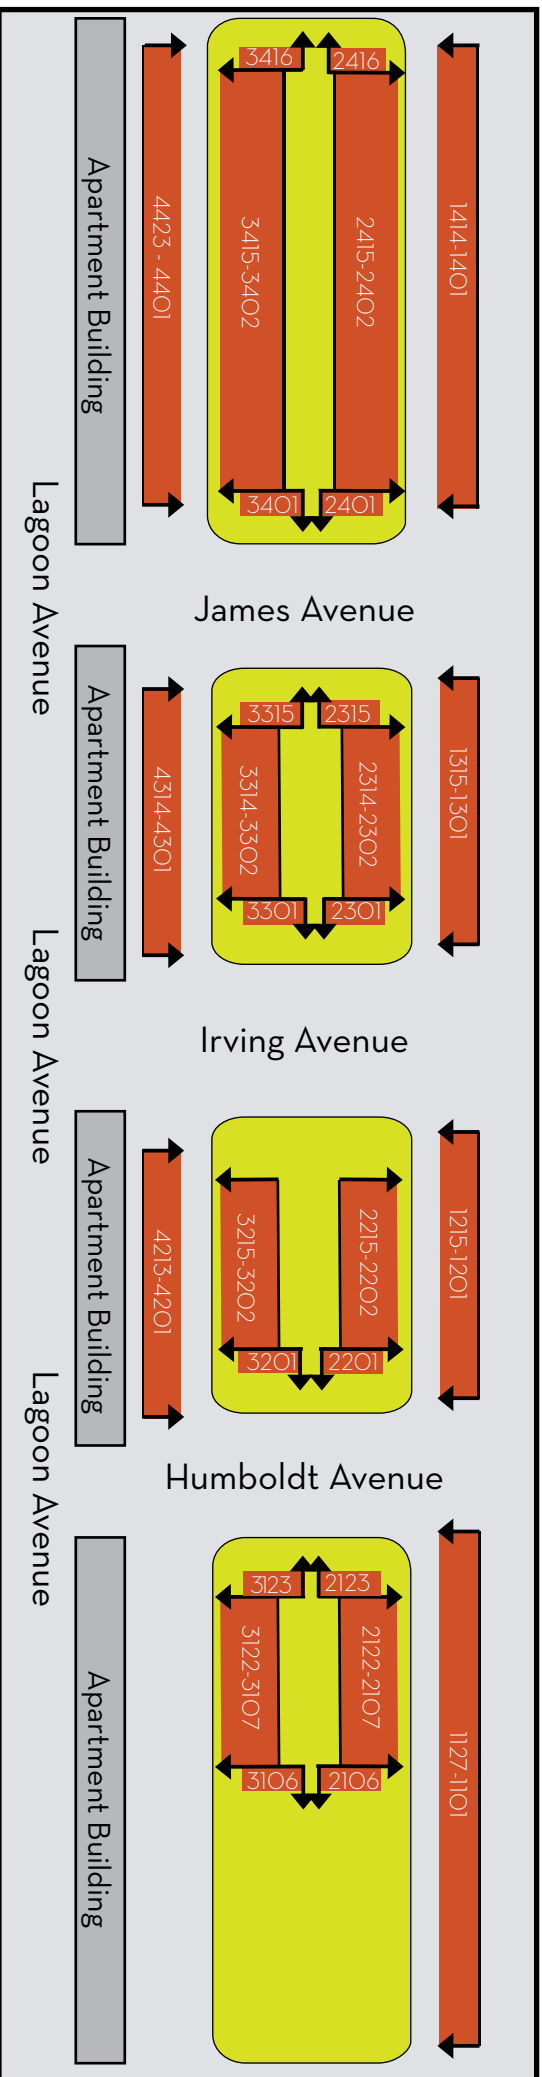 3416
2416
Apartment Building
4423 - 4401
3415-3402
2415-2402
1414-1401
3401
2401
Lagoon Avenue
James Avenue
3315
2315
Apartment Building
4314-4301
3314-3302
2314-2302
1315-1301
3301
2301
Lagoon Avenue
Irving Avenue
Apartment Building
4213-4201
3215-3202
2215-2202
1215-1201
3201
2201
Lagoon Avenue
Humboldt Avenue
3123
2123
Apartment Building
3122-3107
2122-2107
1127-1101
3106
2106